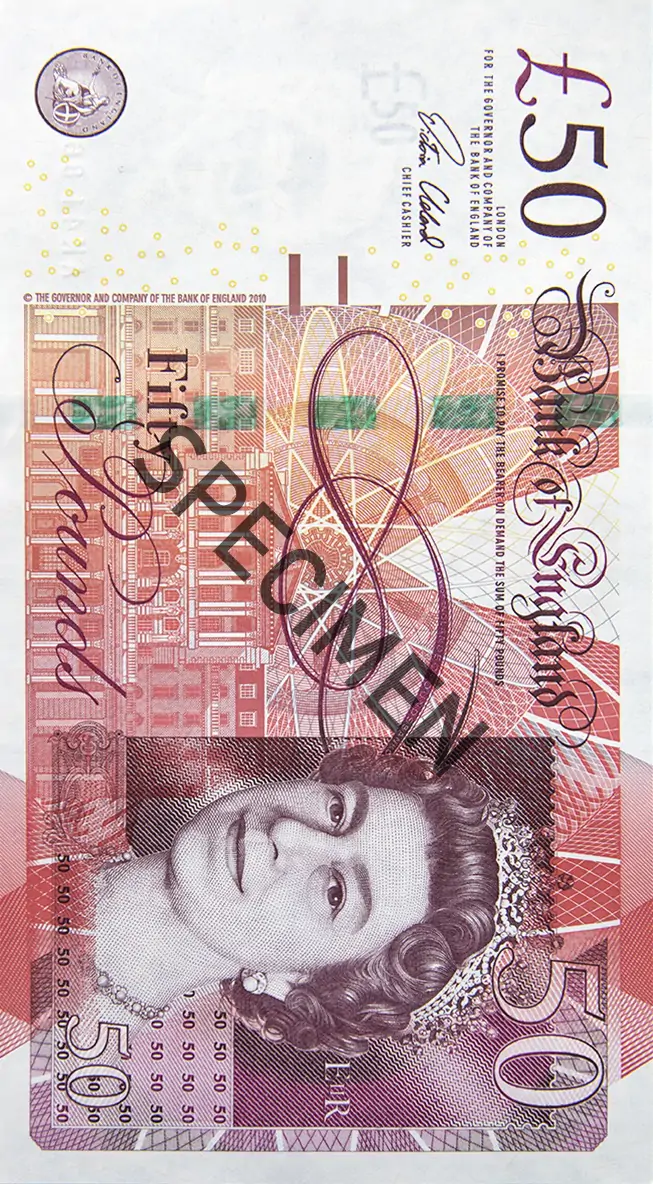 £50
LONDON
FOR THE GOVERNOR AND COMPANY OF
THE BANK OF ENGLAND
CHIEF CASHIER
£50
BANK OF ENGLAND
Bank of England
I PROMISE TO PAY THE BEARER ON DEMAND THE SUM OF FIFTY POUNDS
Fifty
Pounds
© THE GOVERNOR AND COMPANY OF THE BANK OF ENGLAND 2010
SPECIMEN
50
EIIR
50 50 50 50
50 50 50 50
50 50 50 50 50
50
50 50 50 50 50 50 50 50 50